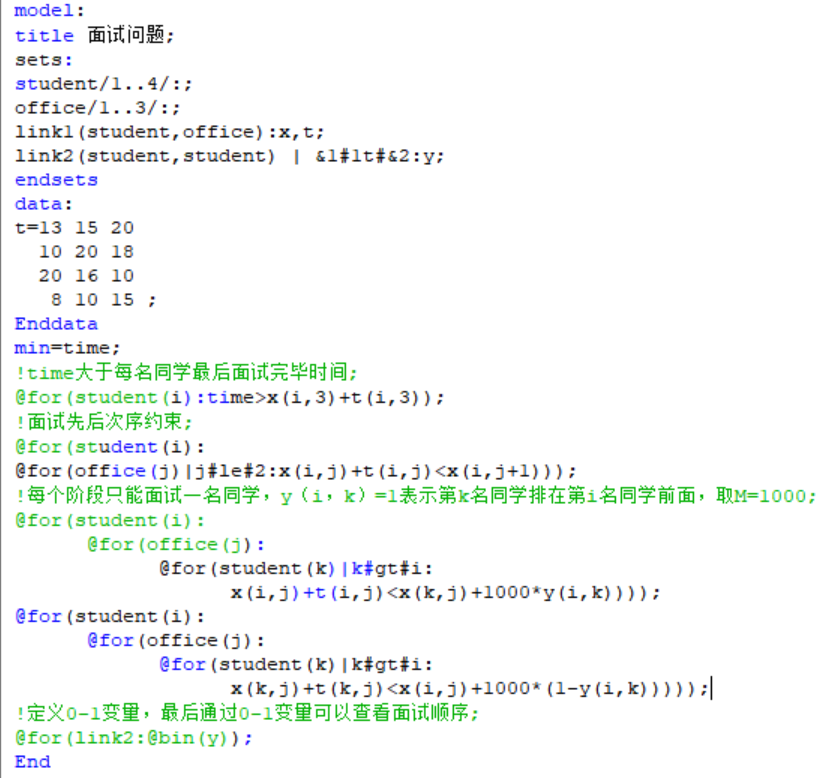 model:
title 面试问题;
sets:
student/1..4/:;
office/1..3/:;
link1(student,office):x,t;
link2(student,student) | &1#lt#&2:y;
endsets
data:
t=13 15 20
10 20 18
20 16 10
8 10 15 ;
Enddata
min=time;
!time大于每名同学最后面试完毕时间;
@for(student(i):time>x(i,3)+t(i,3));
!面试先后次序约束;
@for(student(i):
@for(office(j)|j#le#2:x(i,j)+t(i,j)<x(i,j+1)));
!每个阶段只能面试一名同学，y（i，k）=1表示第k名同学排在第i名同学前面，取M=1000;
@for(student(i):
@for(office(j):
@for(student(k)|k#gt#i:
x(i,j)+t(i,j)<x(k,j)+1000*y(i,k))));
@for(student(i):
@for(office(j):
@for(student(k)|k#gt#i:
x(k,j)+t(k,j)<x(i,j)+1000*(1-y(i,k)))));
!定义0-1变量，最后通过0-1变量可以查看面试顺序;
@for(link2:@bin(y));
End